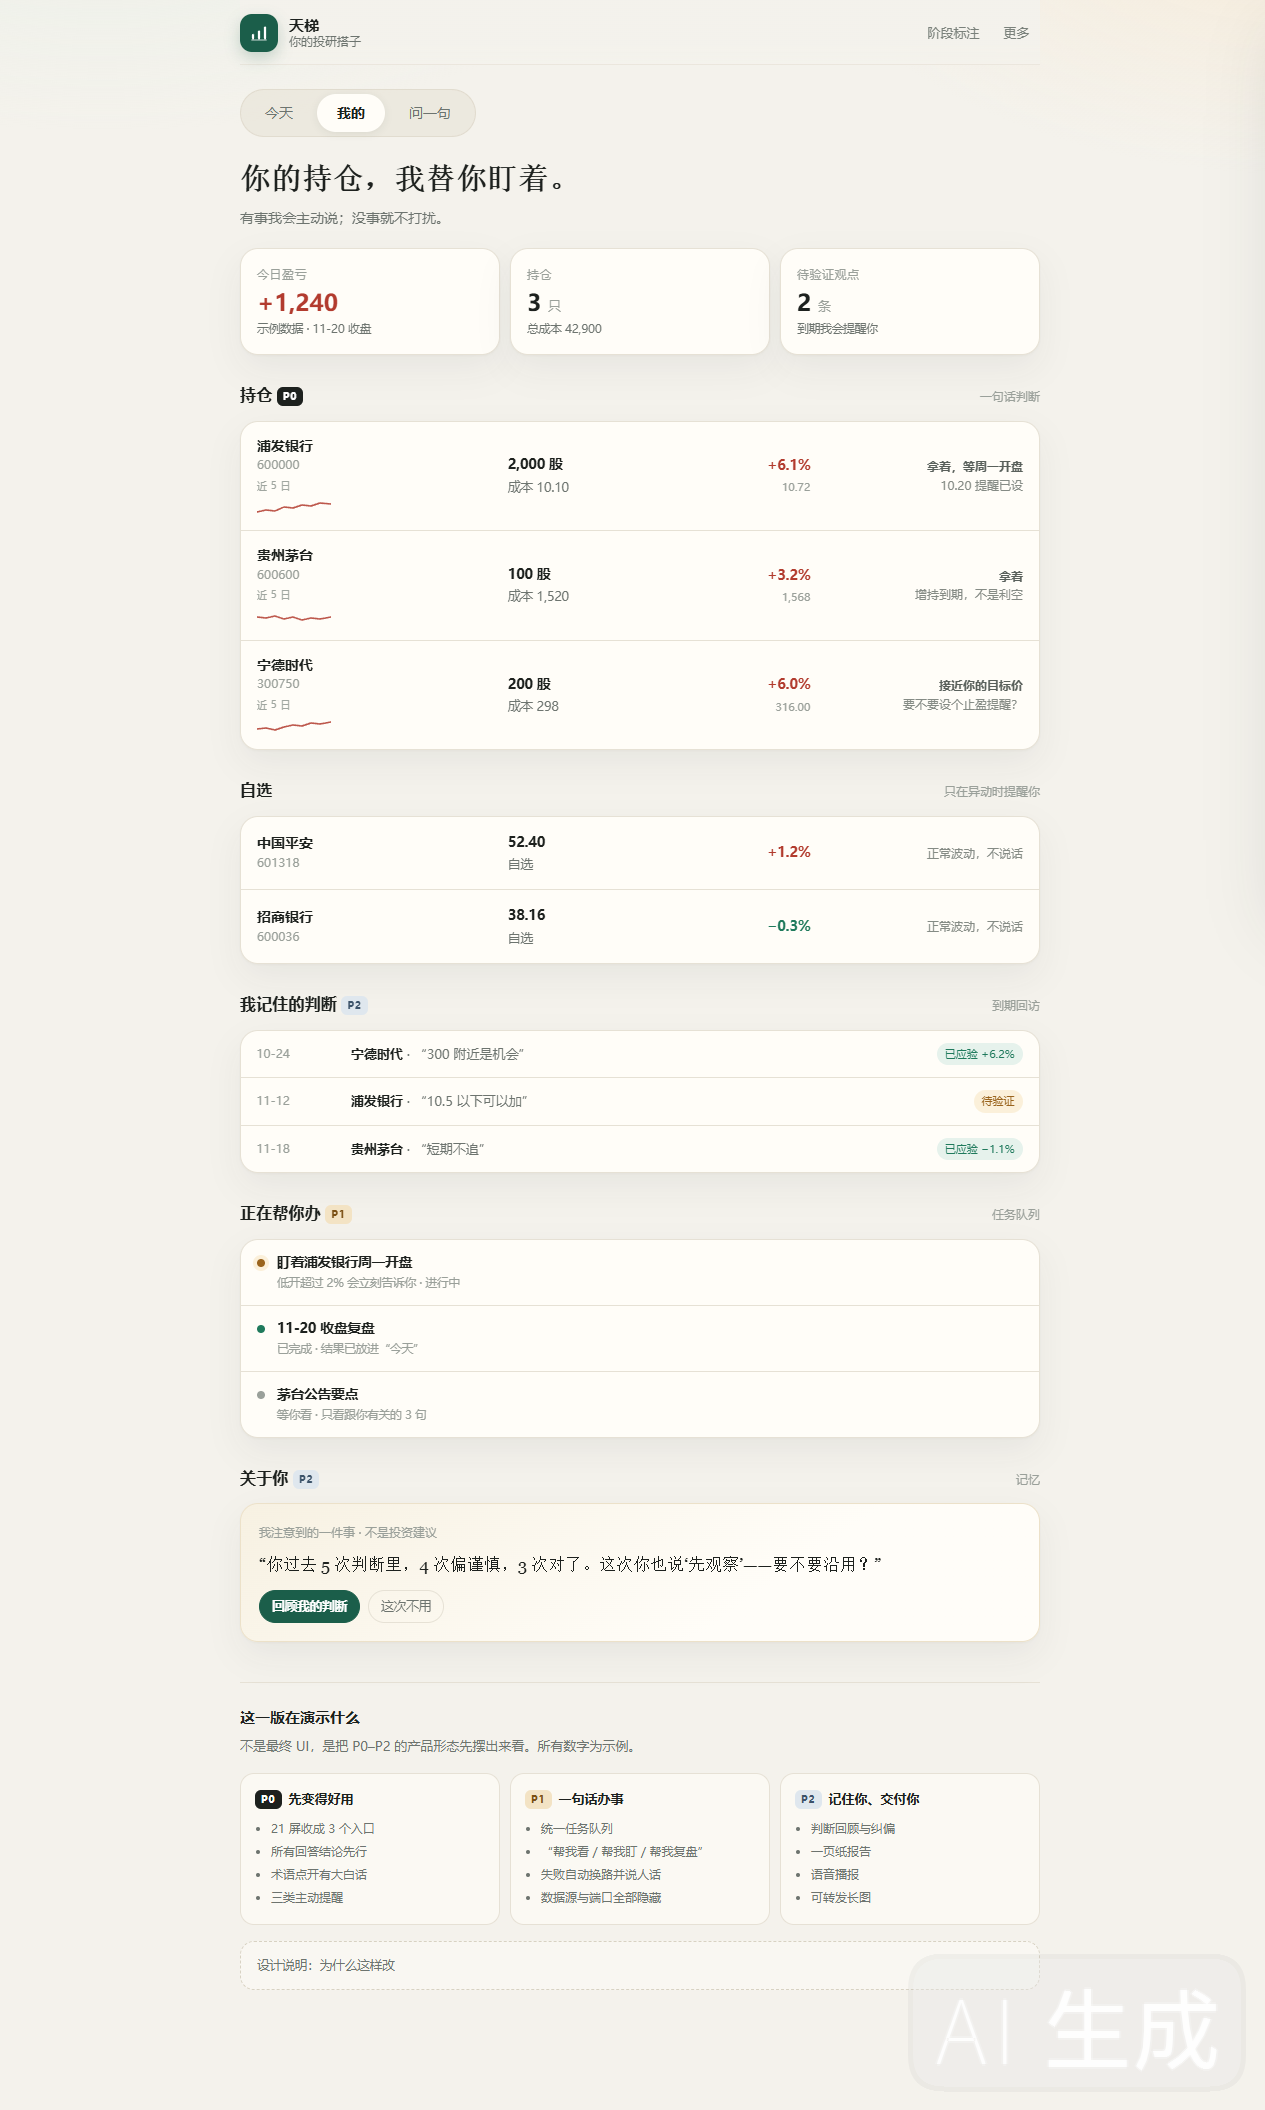 天梯
你的投研搭子
阶段标注 更多
今天 我的 问一句
你的持仓，我替你盯着。
有事我会主动说；没事就不打扰。
今日盈亏
+1,240
示例数据 · 11-20 收盘
持仓
3 只
总成本 42,900
待验证观点
2 条
到期我会提醒你
持仓 P0
一句话判断
浦发银行
600000
近 5 日
2,000 股
成本 10.10
+6.1%
10.72
拿着，等周一开盘
10.20 提醒已设
贵州茅台
600600
近 5 日
100 股
成本 1,520
+3.2%
1,568
拿着
增持到期，不是利空
宁德时代
300750
近 5 日
200 股
成本 298
+6.0%
316.00
接近你的目标价
要不要设个止盈提醒？
自选
只在异动时提醒你
中国平安
601318
52.40
自选
+1.2%
正常波动，不说话
招商银行
600036
38.16
自选
−0.3%
正常波动，不说话
我记住的判断 P2
到期回访
10-24 宁德时代 · “300 附近是机会” 已应验 +6.2%
11-12 浦发银行 · “10.5 以下可以加” 待验证
11-18 贵州茅台 · “短期不追” 已应验 −1.1%
正在帮你办 P1
任务队列
盯着浦发银行周一开盘
低开超过 2% 会立刻告诉你 · 进行中
11-20 收盘复盘
已完成 · 结果已放进“今天”
茅台公告要点
等你看 · 只看跟你有关的 3 句
关于你 P2
记忆
我注意到的一件事 · 不是投资建议
“你过去 5 次判断里，4 次偏谨慎，3 次对了。这次你也说‘先观察’——要不要沿用？”
回顾我的判断 这次不用
这一版在演示什么
不是最终 UI，是把 P0–P2 的产品形态先摆出来看。所有数字为示例。
P0 先变得好用
• 21 屏收成 3 个入口
• 所有回答结论先行
• 术语点开有大白话
• 三类主动提醒
P1 一句话办事
• 统一任务队列
• “帮我看 / 帮我盯 / 帮我复盘”
• 失败自动换路并说人话
• 数据源与端口全部隐藏
P2 记住你、交付你
• 判断回顾与纠偏
• 一页纸报告
• 语音播报
• 可转发长图
设计说明：为什么这样改
AI 生成